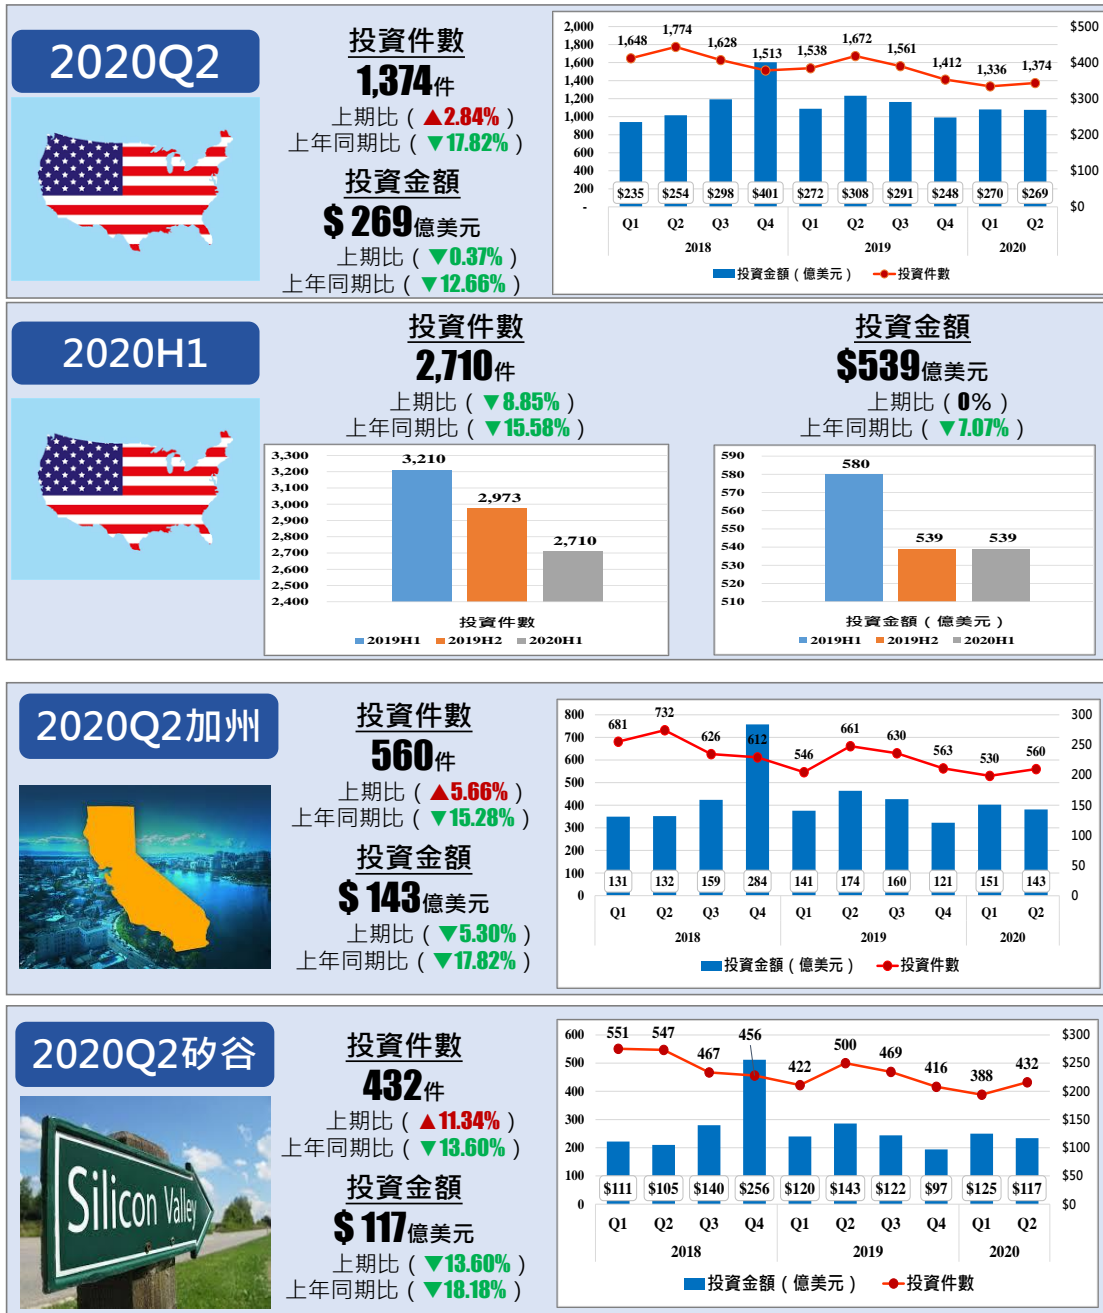 2020Q2
投資件數
1,374件
上期比（▲2.84%）
上年同期比（▼17.82%）
投資金額
$ 269億美元
上期比（▼0.37%）
上年同期比（▼12.66%）
2,000
1,800
1,600
1,400
1,200
1,000
800
600
400
200
-
$500
$400
$300
$200
$100
$0
1,648 1,774 1,628 1,513 1,538 1,672 1,561 1,412 1,336 1,374
$235 $254 $298 $401 $272 $308 $291 $248 $270 $269
Q1 Q2 Q3 Q4 Q1 Q2 Q3 Q4 Q1 Q2
2018 2019 2020
投資金額（億美元） 投資件數
2020H1
投資件數
2,710件
上期比（▼8.85%）
上年同期比（▼15.58%）
3,300
3,200
3,100
3,000
2,900
2,800
2,700
2,600
2,500
2,400
3,210
2,973
2,710
投資件數
2019H1 2019H2 2020H1
投資金額
$539億美元
上期比（0%）
上年同期比（▼7.07%）
590
580
570
560
550
540
530
520
510
580
539 539
投資金額（億美元）
2019H1 2019H2 2020H1
2020Q2加州
投資件數
560件
上期比（▲5.66%）
上年同期比（▼15.28%）
投資金額
$ 143億美元
上期比（▼5.30%）
上年同期比（▼17.82%）
800
700
600
500
400
300
200
100
0
300
250
200
150
100
50
0
681 732 626 612 546 661 630 563 530 560
131 132 159 284 141 174 160 121 151 143
Q1 Q2 Q3 Q4 Q1 Q2 Q3 Q4 Q1 Q2
2018 2019 2020
投資金額（億美元） 投資件數
2020Q2矽谷
Silicon Valley
投資件數
432件
上期比（▲11.34%）
上年同期比（▼13.60%）
投資金額
$ 117億美元
上期比（▼13.60%）
上年同期比（▼18.18%）
600
500
400
300
200
100
0
$300
$250
$200
$150
$100
$50
$0
551 547 467 456 422 500 469 416 388 432
$111 $105 $140 $256 $120 $143 $122 $97 $125 $117
Q1 Q2 Q3 Q4 Q1 Q2 Q3 Q4 Q1 Q2
2018 2019 2020
投資金額（億美元） 投資件數